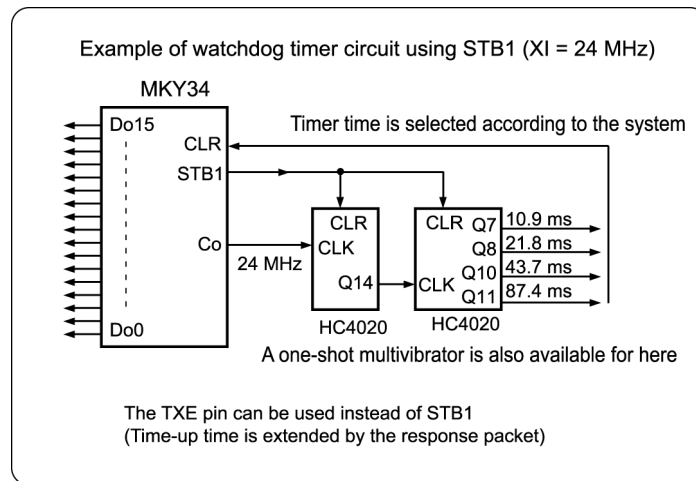 Example of watchdog timer circuit using STB1 (XI = 24 MHz)
MKY34
Do15
Timer time is selected according to the system
CLR
STB1
CLR
CLR
Q7
10.9 ms
Co
CLK
Q8
21.8 ms
24 MHz
Q10
43.7 ms
Q14
CLK
Q11
87.4 ms
Do0
HC4020
HC4020
A one-shot multivibrator is also available for here
The TXE pin can be used instead of STB1
(Time-up time is extended by the response packet)